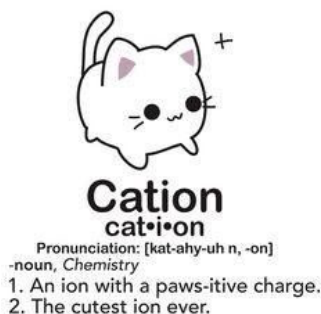 Cation
cat•i•on
Pronunciation: [kat-ahy-uh n, -on]
-noun, Chemistry
1. An ion with a paws-itive charge.
2. The cutest ion ever.